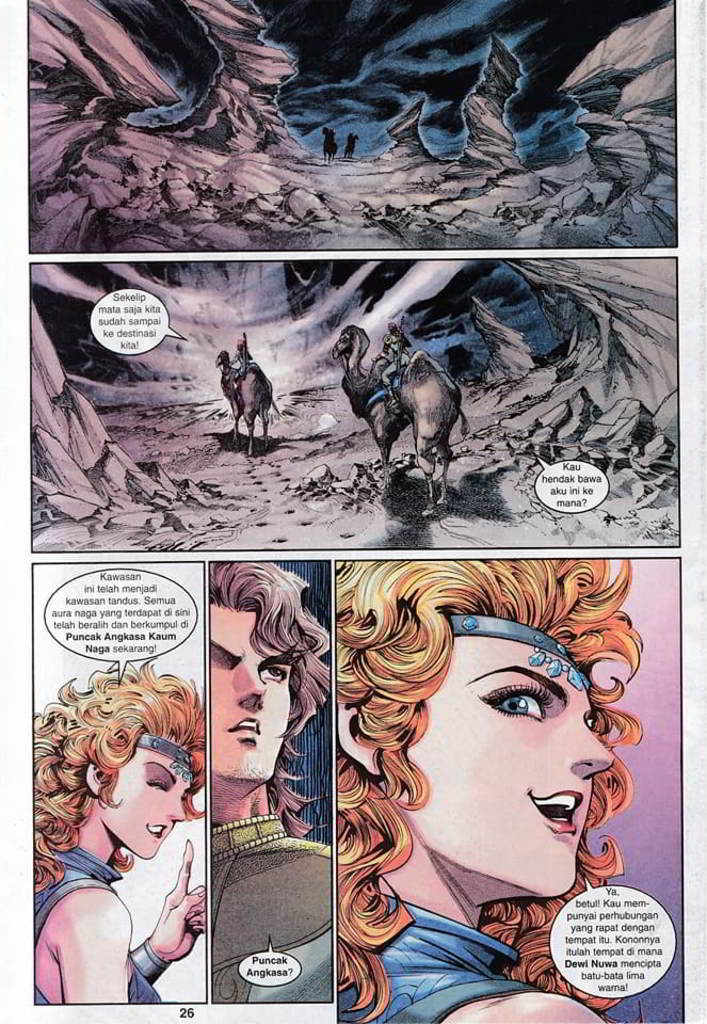 Sekelip
mata saja kita
sudah sampai
ke destinasi
kita!
Kau
hendak bawa
aku ini ke
mana?
Kawasan
ini telah menjadi
kawasan tandus. Semua
aura naga yang terdapat di sini
telah beralih dan berkumpul di
Puncak Angkasa Kaum
Naga sekarang!
Puncak
Angkasa?
Ya,
betul! Kau mem-
punyai perhubungan
yang rapat dengan
tempat itu. Kononnya
itulah tempat di mana
Dewi Nuwa mencipta
batu-bata lima
warna!
26